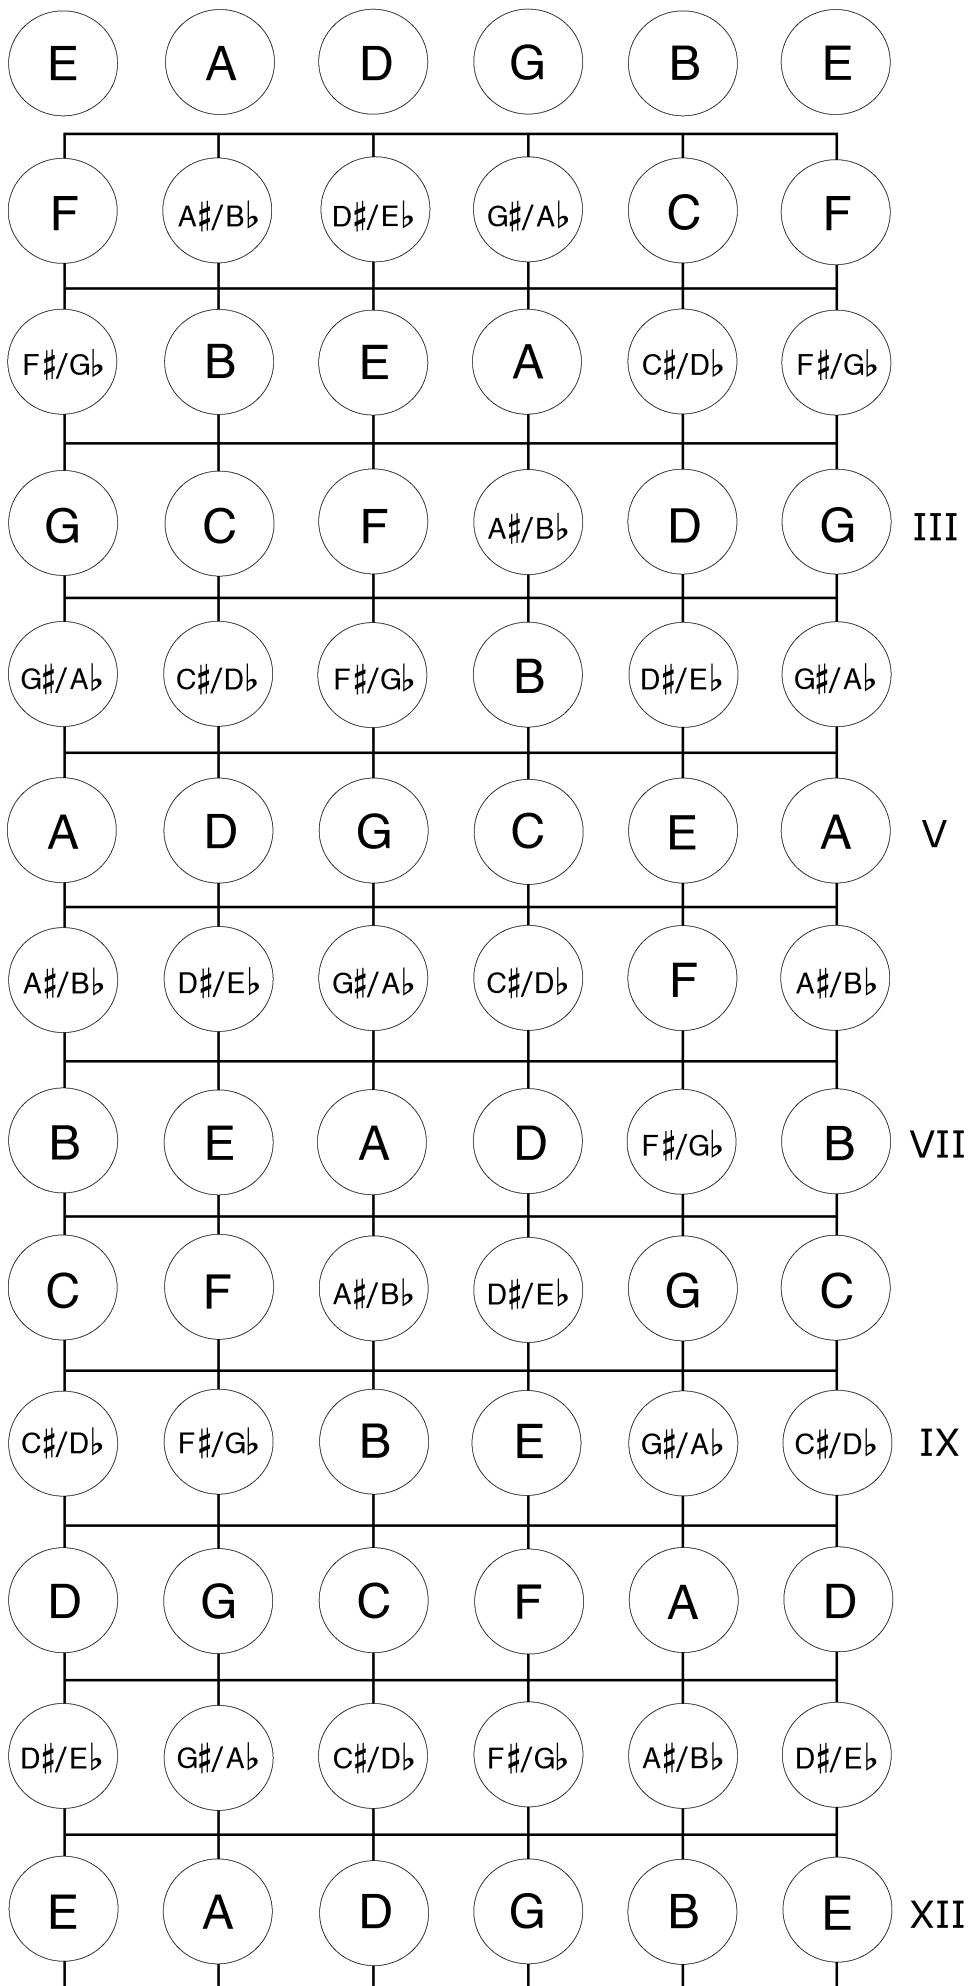 E A D G B E
F A♯/B♭ D♯/E♭ G♯/A♭ C F
F♯/G♭ B E A C♯/D♭ F♯/G♭
G C F A♯/B♭ D G III
G♯/A♭ C♯/D♭ F♯/G♭ B D♯/E♭ G♯/A♭
A D G C E A V
A♯/B♭ D♯/E♭ G♯/A♭ C♯/D♭ F A♯/B♭
B E A D F♯/G♭ B VII
C F A♯/B♭ D♯/E♭ G C
C♯/D♭ F♯/G♭ B E G♯/A♭ C♯/D♭ IX
D G C F A D
D♯/E♭ G♯/A♭ C♯/D♭ F♯/G♭ A♯/B♭ D♯/E♭
E A D G B E XII